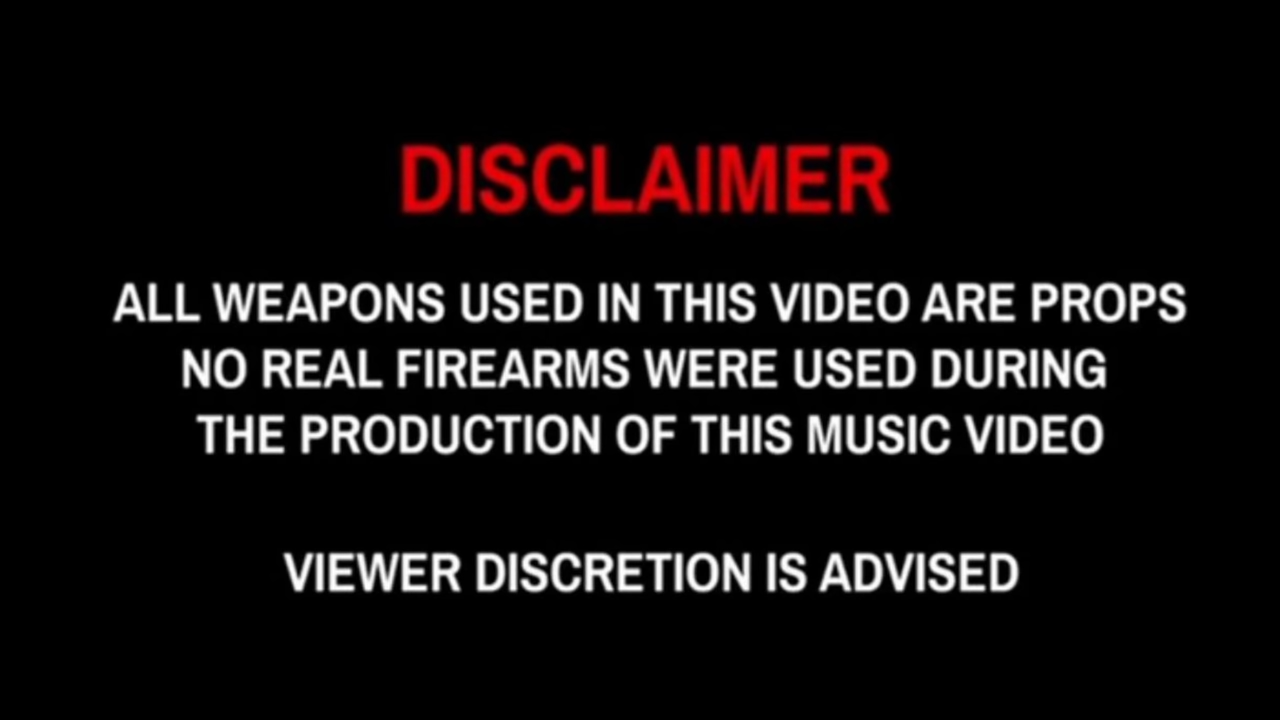 DISCLAIMER
ALL WEAPONS USED IN THIS VIDEO ARE PROPS
NO REAL FIREARMS WERE USED DURING
THE PRODUCTION OF THIS MUSIC VIDEO
VIEWER DISCRETION IS ADVISED